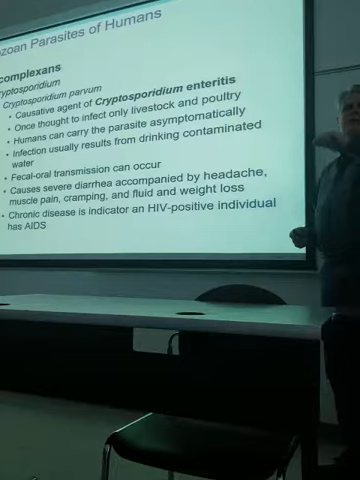 zoan Parasites of Humans
complexans
ryptosporidium
Cryptosporidium parvum
• Causative agent of Cryptosporidium enteritis
• Once thought to infect only livestock and poultry
• Humans can carry the parasite asymptomatically
• Infection usually results from drinking contaminated
water
• Fecal-oral transmission can occur
• Causes severe diarrhea accompanied by headache,
muscle pain, cramping, and fluid and weight loss
• Chronic disease is indicator an HIV-positive individual
has AIDS